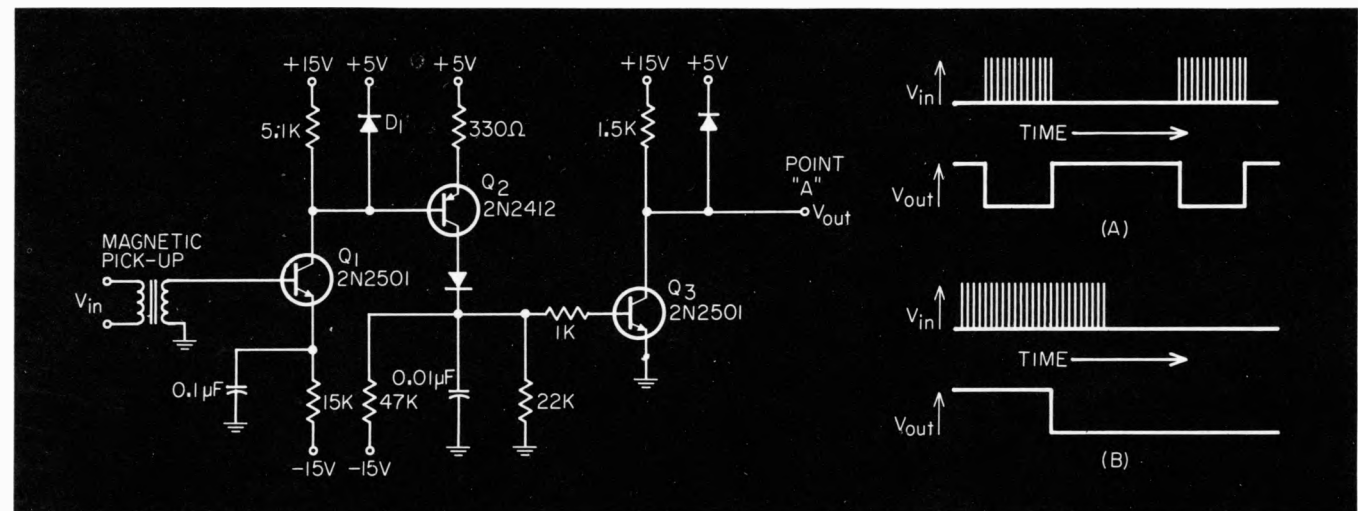 +15V
+5V
+5V
5.1K
D1
330Ω
Q2
2N2412
MAGNETIC
PICK-UP
Vin
Q1
2N2501
0.1µF
15K
-15V
47K
-15V
0.01µF
22K
1K
+15V
+5V
1.5K
POINT
"A"
Vout
Q3
2N2501
Vin
TIME
Vout
(A)
Vin
TIME
Vout
(B)